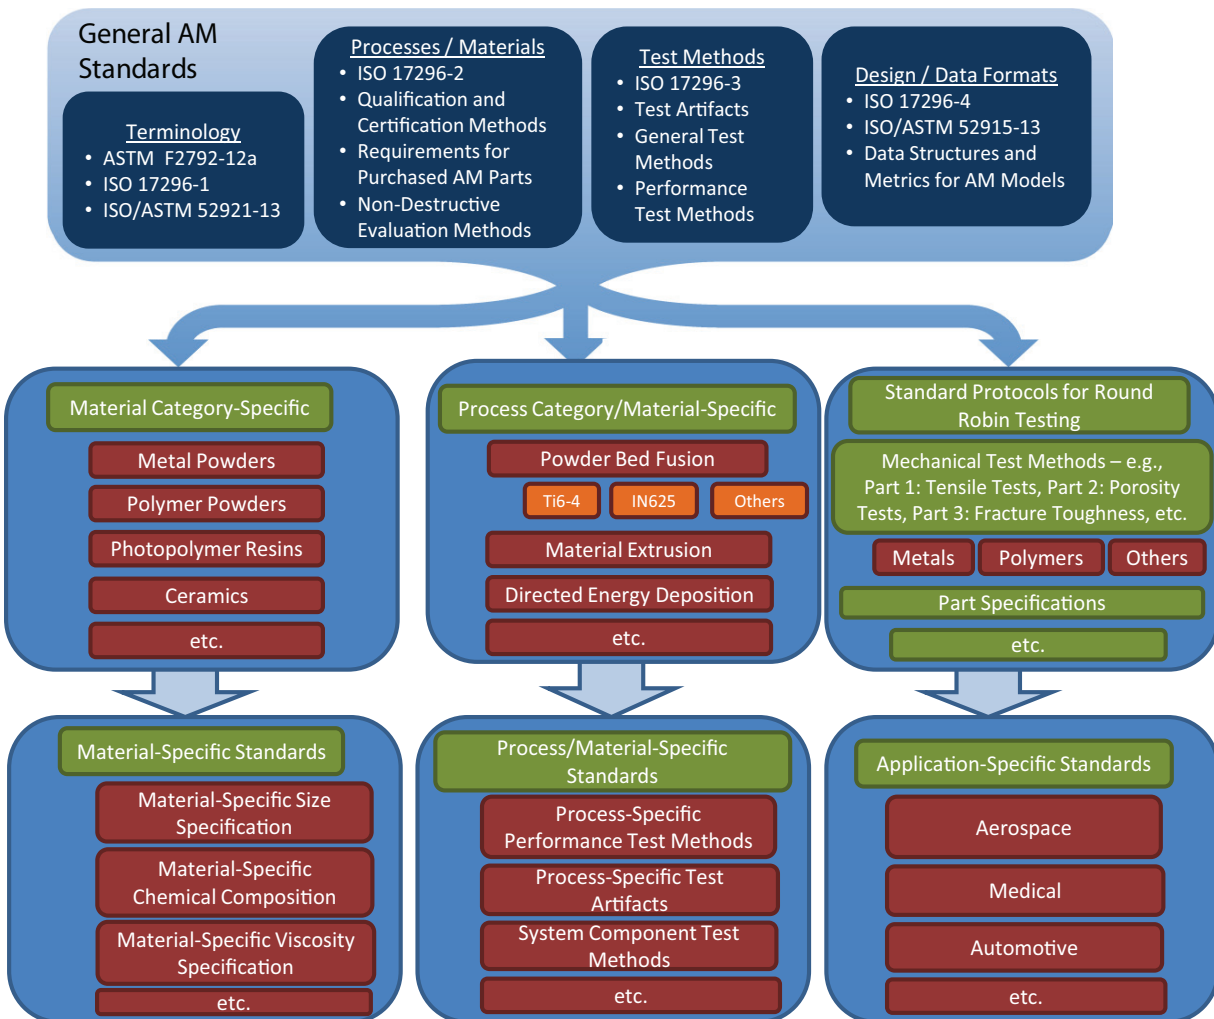 General AM
Standards
Terminology
• ASTM F2792-12a
• ISO 17296-1
• ISO/ASTM 52921-13
Processes / Materials
• ISO 17296-2
• Qualification and
Certification Methods
• Requirements for
Purchased AM Parts
• Non-Destructive
Evaluation Methods
Test Methods
• ISO 17296-3
• Test Artifacts
• General Test
Methods
• Performance
Test Methods
Design / Data Formats
• ISO 17296-4
• ISO/ASTM 52915-13
• Data Structures and
Metrics for AM Models
Material Category-Specific
Metal Powders
Polymer Powders
Photopolymer Resins
Ceramics
etc.
Process Category/Material-Specific
Powder Bed Fusion
Ti6-4
IN625
Others
Material Extrusion
Directed Energy Deposition
etc.
Standard Protocols for Round
Robin Testing
Mechanical Test Methods – e.g.,
Part 1: Tensile Tests, Part 2: Porosity
Tests, Part 3: Fracture Toughness, etc.
Metals
Polymers
Others
Part Specifications
etc.
Material-Specific Standards
Material-Specific Size
Specification
Material-Specific
Chemical Composition
Material-Specific Viscosity
Specification
etc.
Process/Material-Specific
Standards
Process-Specific
Performance Test Methods
Process-Specific Test
Artifacts
System Component Test
Methods
etc.
Application-Specific Standards
Aerospace
Medical
Automotive
etc.